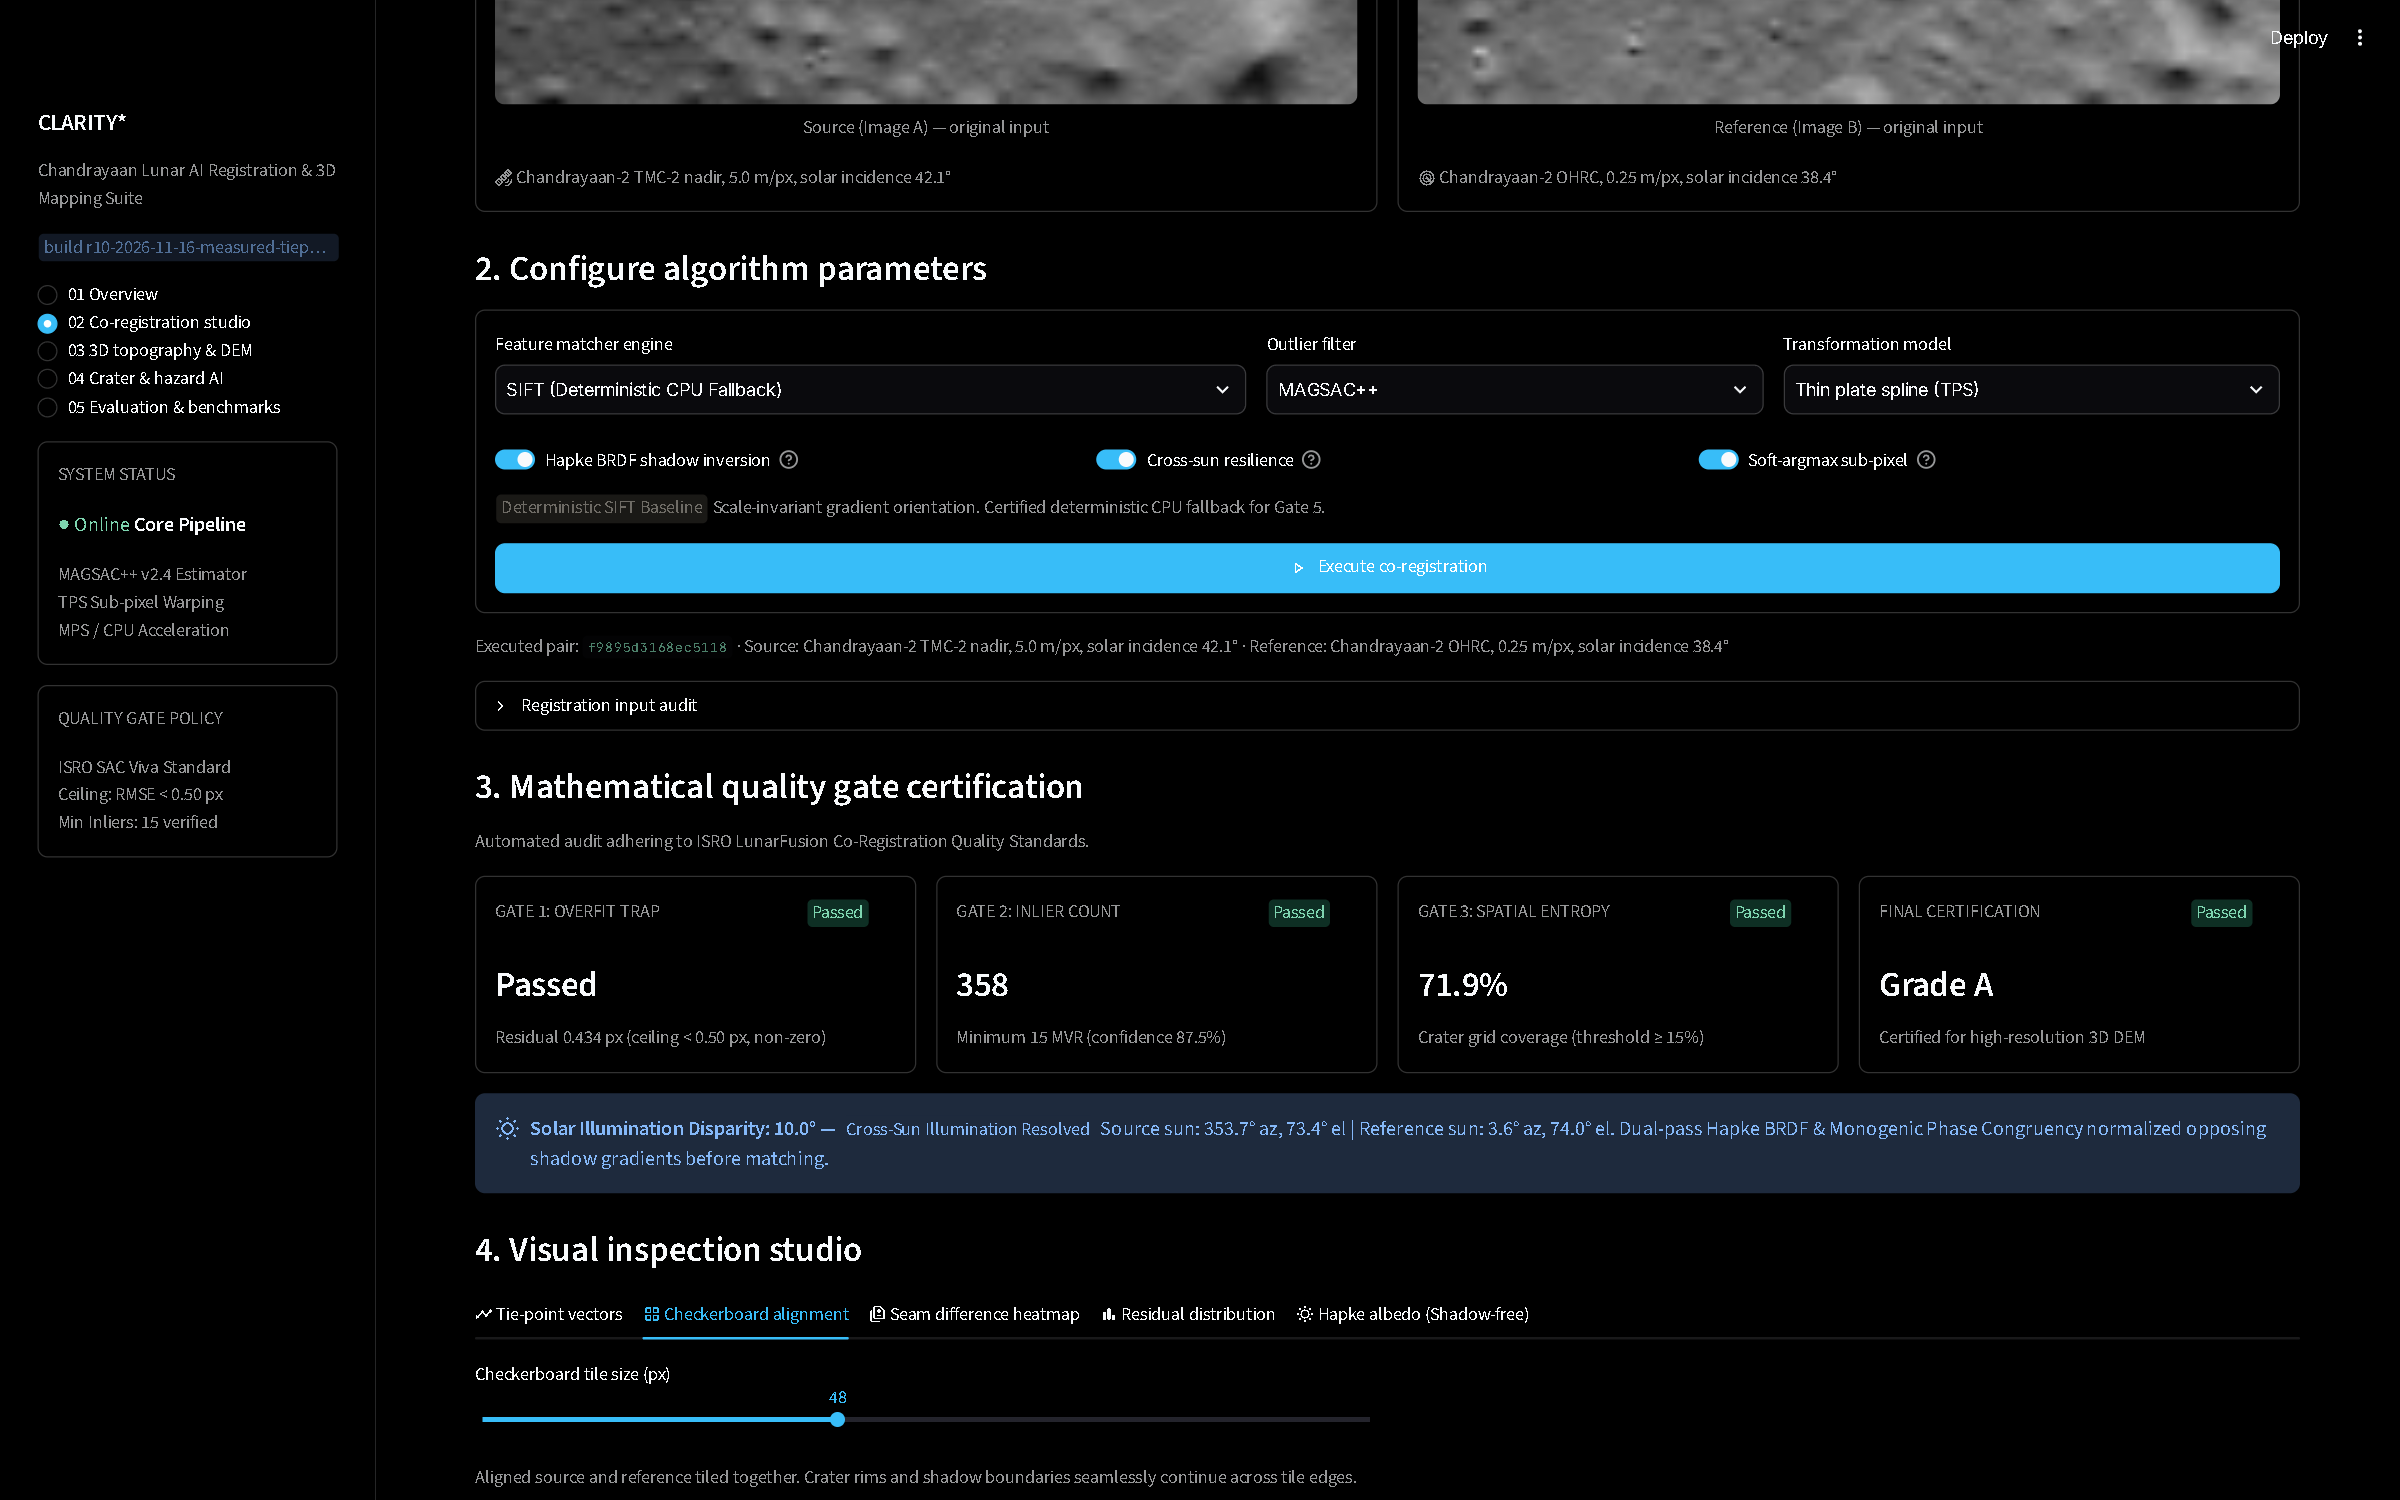 Deploy
CLARITY*
Chandrayaan Lunar AI Registration & 3D
Mapping Suite
build r10-2026-11-16-measured-tiep…
01 Overview
02 Co-registration studio
03 3D topography & DEM
04 Crater & hazard AI
05 Evaluation & benchmarks
SYSTEM STATUS
Online Core Pipeline
MAGSAC++ v2.4 Estimator
TPS Sub-pixel Warping
MPS / CPU Acceleration
QUALITY GATE POLICY
ISRO SAC Viva Standard
Ceiling: RMSE < 0.50 px
Min Inliers: 15 verified
Source (Image A) — original input
Chandrayaan-2 TMC-2 nadir, 5.0 m/px, solar incidence 42.1°
Reference (Image B) — original input
Chandrayaan-2 OHRC, 0.25 m/px, solar incidence 38.4°
2. Configure algorithm parameters
Feature matcher engine
SIFT (Deterministic CPU Fallback)
Outlier filter
MAGSAC++
Transformation model
Thin plate spline (TPS)
Hapke BRDF shadow inversion
Cross-sun resilience
Soft-argmax sub-pixel
Deterministic SIFT Baseline Scale-invariant gradient orientation. Certified deterministic CPU fallback for Gate 5.
Execute co-registration
Executed pair: f9895d3168ec5118 · Source: Chandrayaan-2 TMC-2 nadir, 5.0 m/px, solar incidence 42.1° · Reference: Chandrayaan-2 OHRC, 0.25 m/px, solar incidence 38.4°
Registration input audit
3. Mathematical quality gate certification
Automated audit adhering to ISRO LunarFusion Co-Registration Quality Standards.
GATE 1: OVERFIT TRAP
Passed
Passed
Residual 0.434 px (ceiling < 0.50 px, non-zero)
GATE 2: INLIER COUNT
Passed
358
Minimum 15 MVR (confidence 87.5%)
GATE 3: SPATIAL ENTROPY
Passed
71.9%
Crater grid coverage (threshold ≥ 15%)
FINAL CERTIFICATION
Passed
Grade A
Certified for high-resolution 3D DEM
Solar Illumination Disparity: 10.0° — Cross-Sun Illumination Resolved Source sun: 353.7° az, 73.4° el | Reference sun: 3.6° az, 74.0° el. Dual-pass Hapke BRDF & Monogenic Phase Congruency normalized opposing
shadow gradients before matching.
4. Visual inspection studio
Tie-point vectors
Checkerboard alignment
Seam difference heatmap
Residual distribution
Hapke albedo (Shadow-free)
Checkerboard tile size (px)
48
Aligned source and reference tiled together. Crater rims and shadow boundaries seamlessly continue across tile edges.